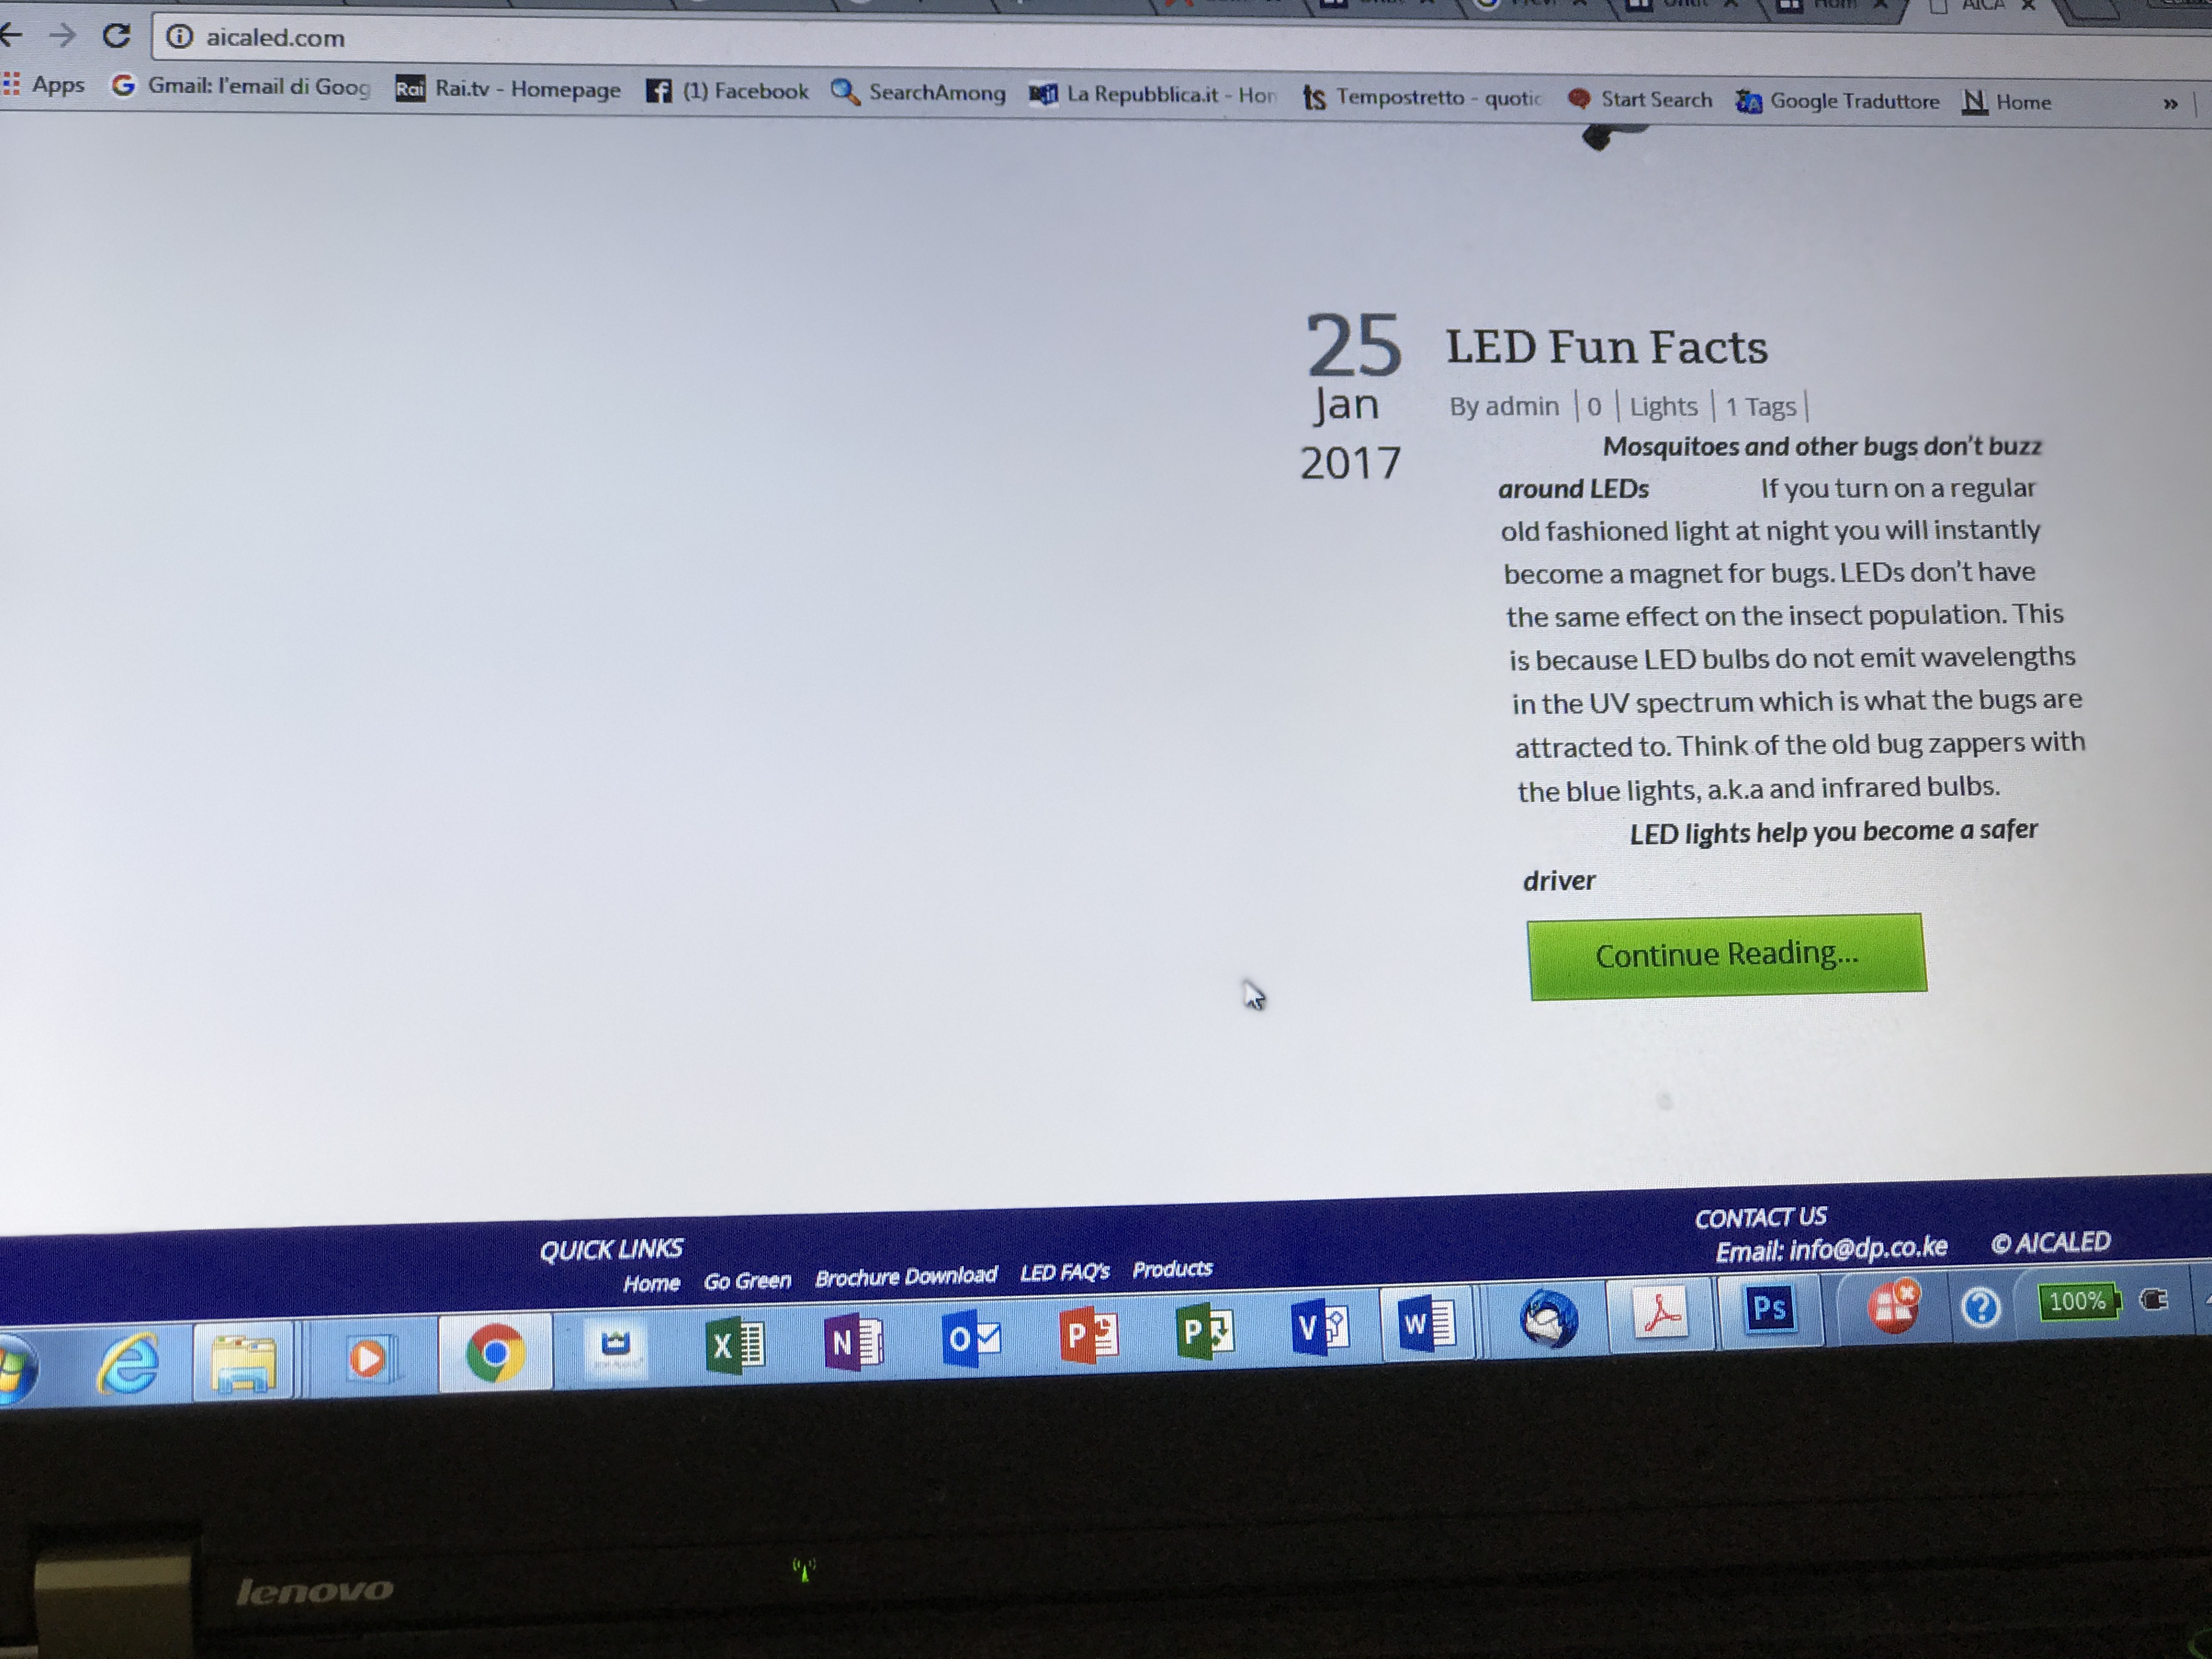 AICA
aicaled.com
Apps
Gmail: l'email di Goog
Rai Rai.tv - Homepage
(1) Facebook
SearchAmong
La Repubblica.it - Hor
ts Tempostretto - quotic
Start Search
Google Traduttore
N Home
»
25
Jan
2017
LED Fun Facts
By admin | 0 | Lights | 1 Tags |
Mosquitoes and other bugs don't buzz
around LEDs If you turn on a regular
old fashioned light at night you will instantly
become a magnet for bugs. LEDs don't have
the same effect on the insect population. This
is because LED bulbs do not emit wavelengths
in the UV spectrum which is what the bugs are
attracted to. Think of the old bug zappers with
the blue lights, a.k.a and infrared bulbs.
LED lights help you become a safer
driver
Continue Reading...
QUICK LINKS
Home Go Green Brochure Download LED FAQ's Products
CONTACT US
Email: info@dp.co.ke © AICALED
X N O P P V W Ps ? 100%
lenovo